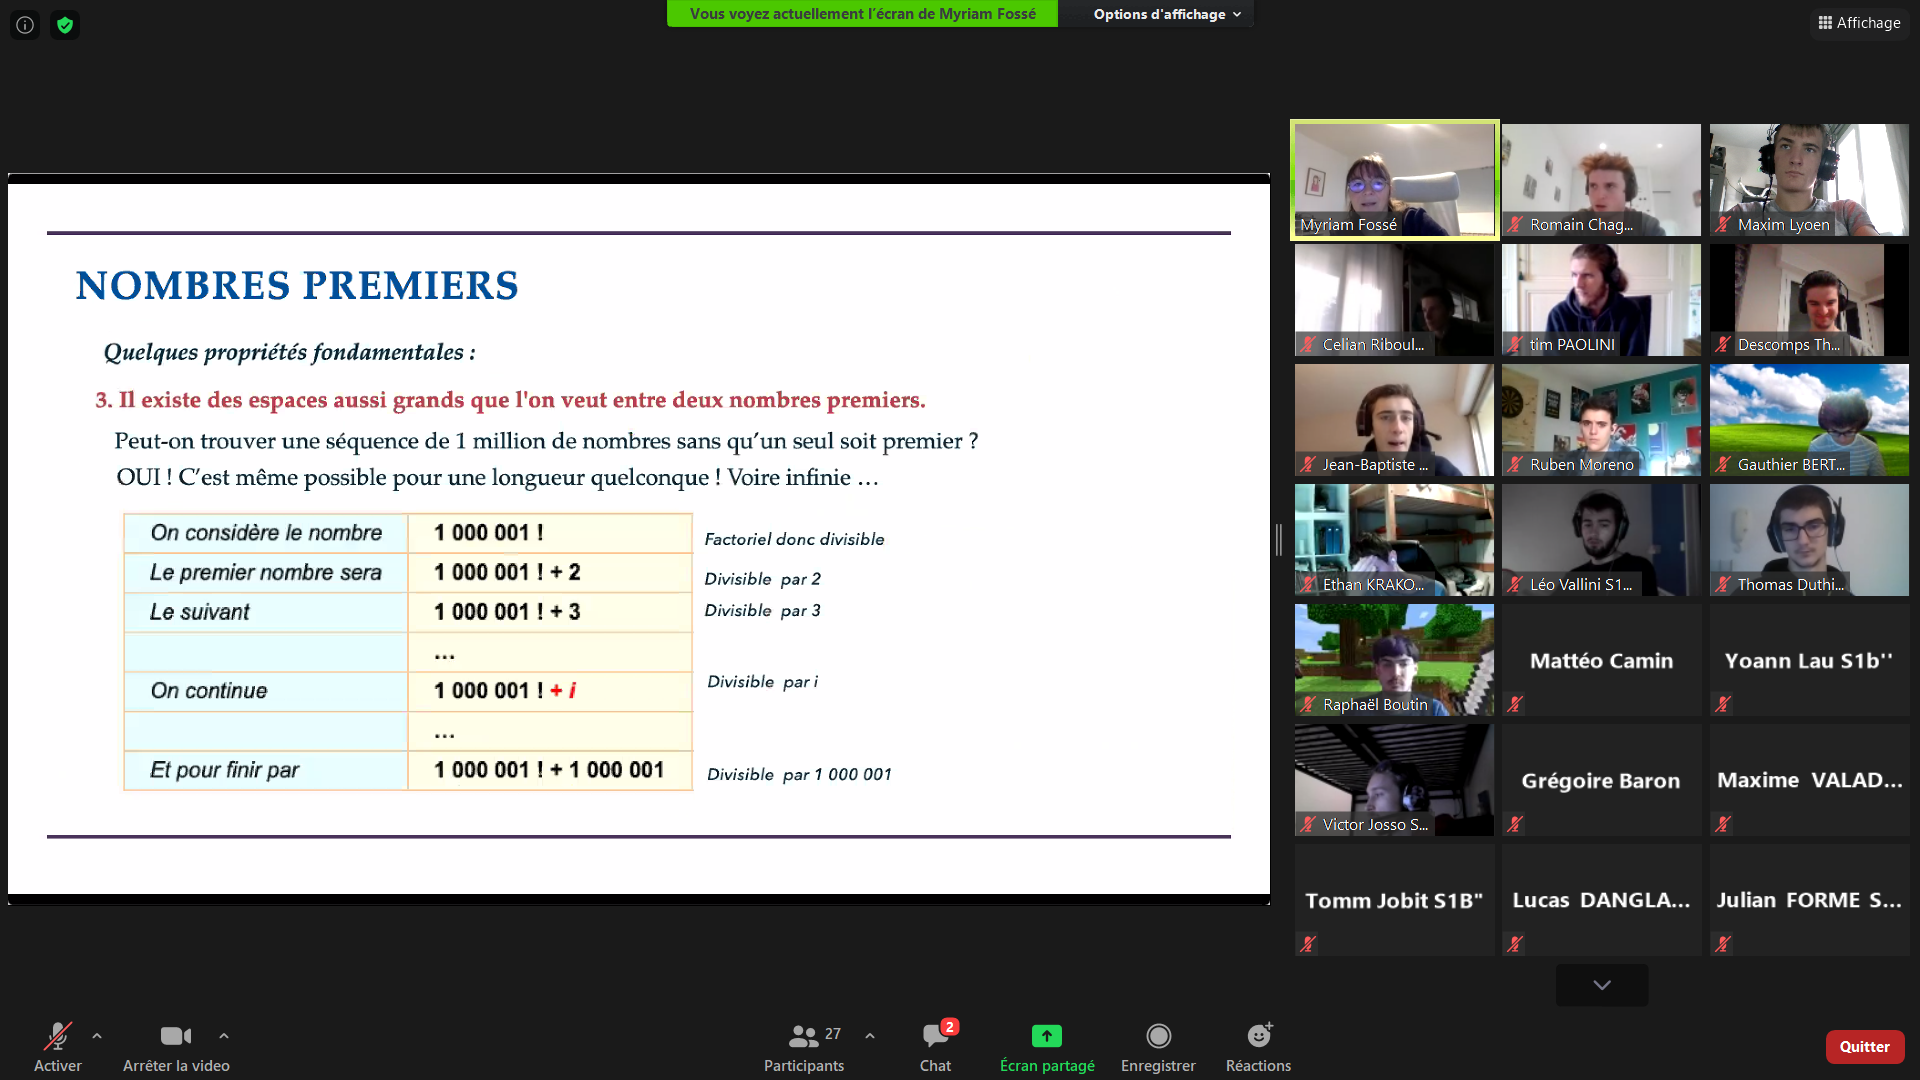 Vous voyez actuellement l'écran de Myriam Fossé
Options d'affichage
Affichage
NOMBRES PREMIERS
Quelques propriétés fondamentales :
3. Il existe des espaces aussi grands que l'on veut entre deux nombres premiers.
Peut-on trouver une séquence de 1 million de nombres sans qu'un seul soit premier ?
OUI ! C'est même possible pour une longueur quelconque ! Voire infinie …
On considère le nombre 1 000 001 ! Factoriel donc divisible
Le premier nombre sera 1 000 001 ! + 2 Divisible par 2
Le suivant 1 000 001 ! + 3 Divisible par 3
...
On continue 1 000 001 ! + i Divisible par i
...
Et pour finir par 1 000 001 ! + 1 000 001 Divisible par 1 000 001
Myriam Fossé
Romain Chag...
Maxim Lyoen
Celian Riboul...
tim PAOLINI
Descomps Th...
Jean-Baptiste ...
Ruben Moreno
Gauthier BERT...
Ethan KRAKO...
Léo Vallini S1...
Thomas Duthi...
Raphaël Boutin
Mattéo Camin
Yoann Lau S1b''
Victor Josso S...
Grégoire Baron
Maxime VALAD...
Tomm Jobit S1B"
Lucas DANGLA...
Julian FORME S...
Activer
Arrêter la video
Participants 27
Chat 2
Écran partagé
Enregistrer
Réactions
Quitter